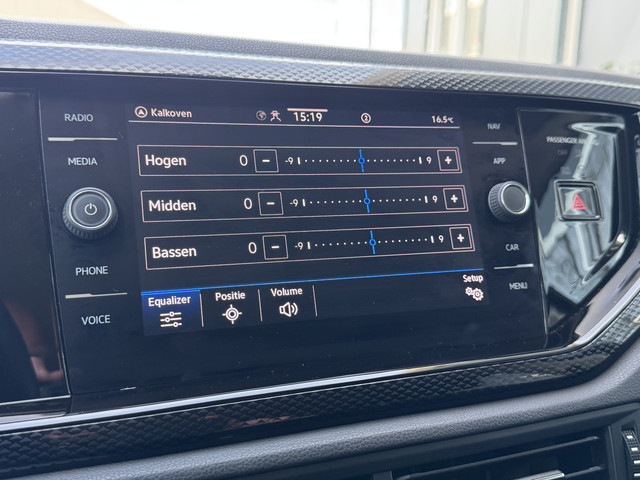 RADIO
MEDIA
PHONE
VOICE
Kalkoven
15:19
2
16.5°C
Hogen 0 - -9 9 +
Midden 0 - -9 9 +
Bassen 0 - -9 9 +
Equalizer
Positie
Volume
Setup
NAV
APP
CAR
MENU
PASSENGER